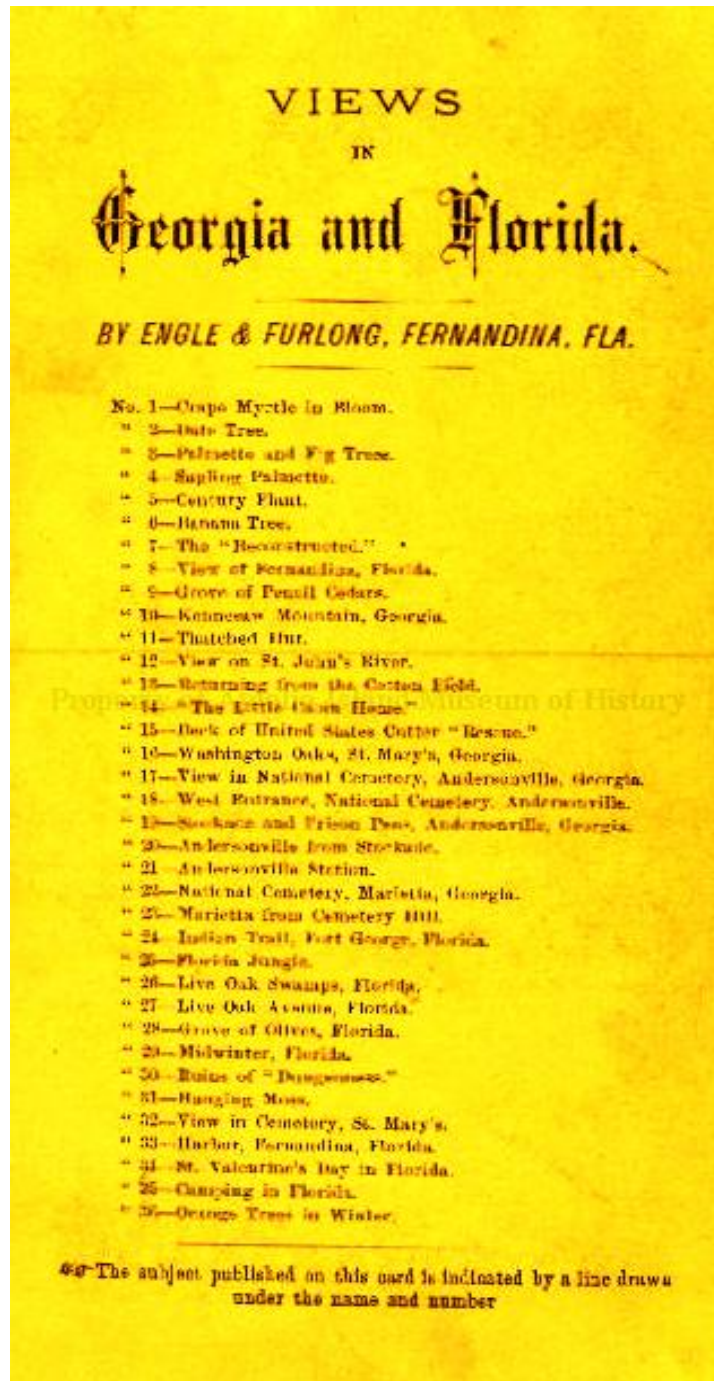 VIEWS
IN
Georgia and Florida.
BY ENGLE & FURLONG, FERNANDINA, FLA.
No. 1—Crape Myrtle in Bloom.
" 2—Date Tree.
" 3—Palmetto and Fig Trees.
" 4—Sapling Palmetto.
" 5—Century Plant.
" 6—Banana Tree.
" 7—The "Reconstructed."
" 8—View of Fernandina, Florida.
" 9—Grove of Pencil Cedars.
" 10—Kennesaw Mountain, Georgia.
" 11—Thatched Hut.
" 12—View on St. John's River.
" 13—Returning from the Cotton Field.
" 14—"The Little Cabin Home."
" 15—Deck of United States Cutter "Rescue."
" 16—Washington Oaks, St. Mary's, Georgia.
" 17—View in National Cemetery, Andersonville, Georgia.
" 18—West Entrance, National Cemetery, Andersonville.
" 19—Stockade and Prison Pens, Andersonville, Georgia.
" 20—Andersonville from Stockade.
" 21—Andersonville Station.
" 22—National Cemetery, Marietta, Georgia.
" 23—Marietta from Cemetery Hill.
" 24—Indian Trail, Fort George, Florida.
" 25—Florida Jungle.
" 26—Live Oak Swamps, Florida.
" 27—Live Oak Avenue, Florida.
" 28—Grove of Olives, Florida.
" 29—Midwinter, Florida.
" 30—Ruins of "Dungenness."
" 31—Hanging Moss.
" 32—View in Cemetery, St. Mary's.
" 33—Harbor, Fernandina, Florida.
" 34—St. Valentine's Day in Florida.
" 35—Camping in Florida.
" 36—Orange Trees in Winter.
The subject published on this card is indicated by a line drawn
under the name and number
Museum of History